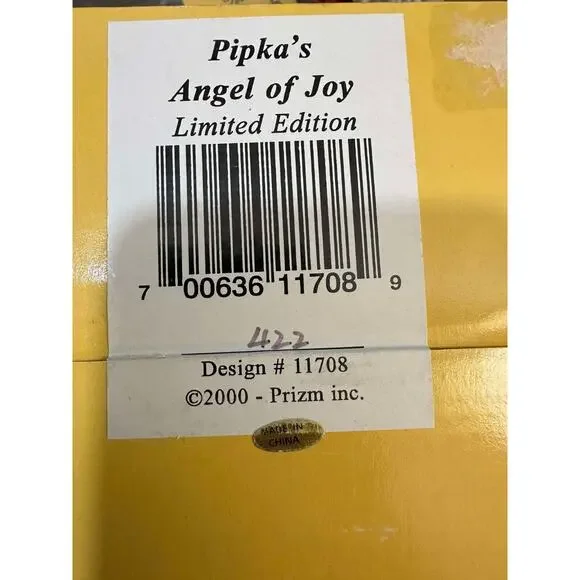 Pipka's
Angel of Joy
Limited Edition
7 00636 11708 9
422
Design # 11708
©2000 - Prizm inc.
MADE IN
CHINA